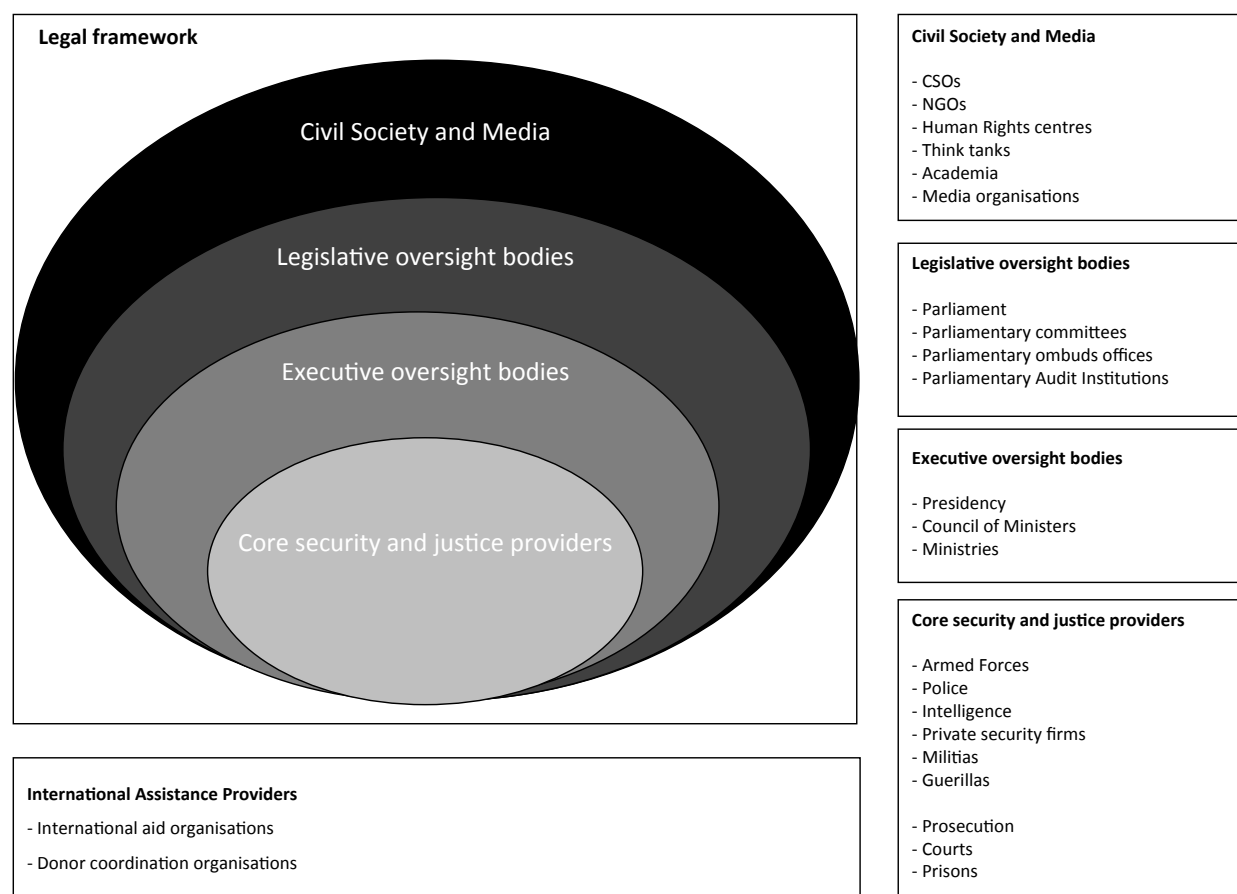 Legal framework
Civil Society and Media
Legislative oversight bodies
Executive oversight bodies
Core security and justice providers
International Assistance Providers
- International aid organisations
- Donor coordination organisations
Civil Society and Media
- CSOs
- NGOs
- Human Rights centres
- Think tanks
- Academia
- Media organisations
Legislative oversight bodies
- Parliament
- Parliamentary committees
- Parliamentary ombuds offices
- Parliamentary Audit Institutions
Executive oversight bodies
- Presidency
- Council of Ministers
- Ministries
Core security and justice providers
- Armed Forces
- Police
- Intelligence
- Private security firms
- Militias
- Guerillas
- Prosecution
- Courts
- Prisons